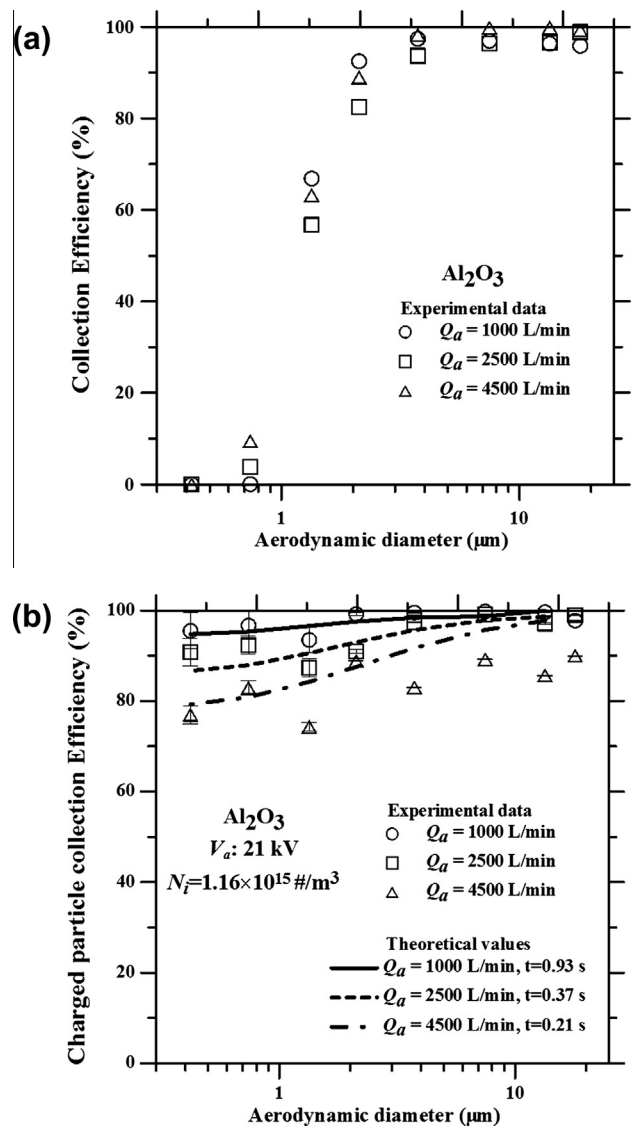 (a)
100
80
60
40
20
0
Collection Efficiency (%)
Al2O3
Experimental data
Qa = 1000 L/min
Qa = 2500 L/min
Qa = 4500 L/min
1
10
Aerodynamic diameter (µm)
(b)
100
80
60
40
20
0
Charged particle collection Efficiency (%)
Al2O3
Va: 21 kV
Ni=1.16×10^15 #/m^3
Experimental data
Qa = 1000 L/min
Qa = 2500 L/min
Qa = 4500 L/min
Theoretical values
Qa = 1000 L/min, t=0.93 s
Qa = 2500 L/min, t=0.37 s
Qa = 4500 L/min, t=0.21 s
1
10
Aerodynamic diameter (µm)